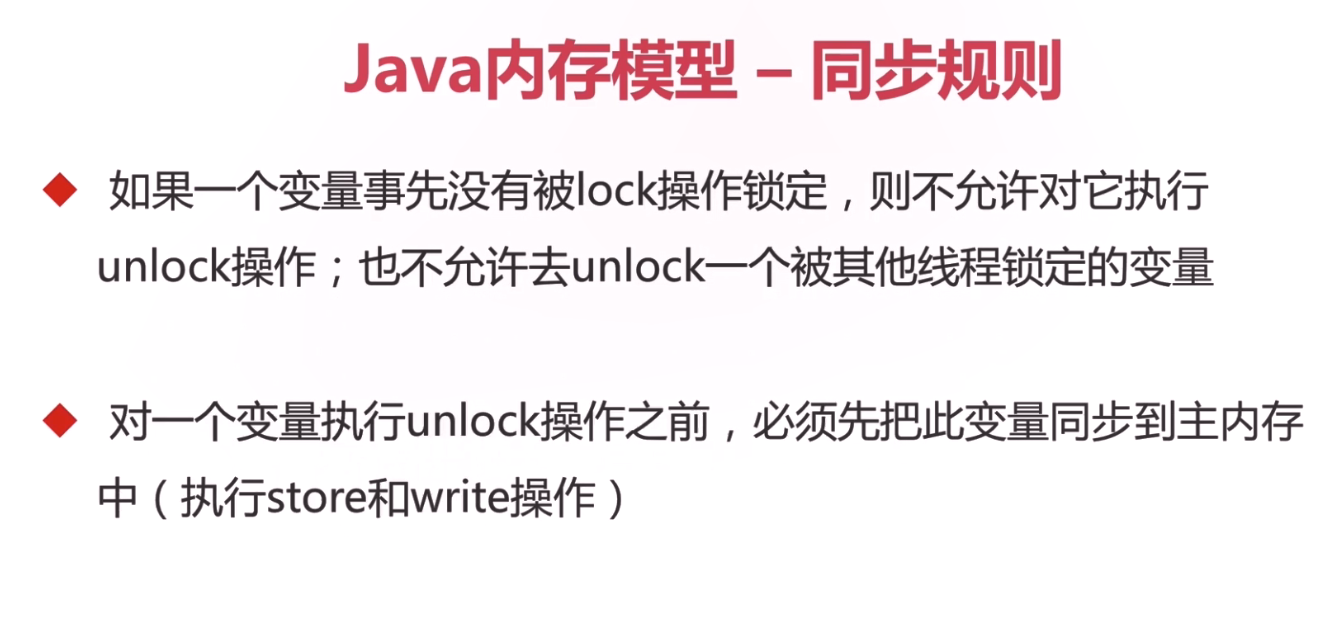 Java内存模型 – 同步规则
如果一个变量事先没有被lock操作锁定，则不允许对它执行
unlock操作；也不允许去unlock一个被其他线程锁定的变量
对一个变量执行unlock操作之前，必须先把此变量同步到主内存
中（执行store和write操作）